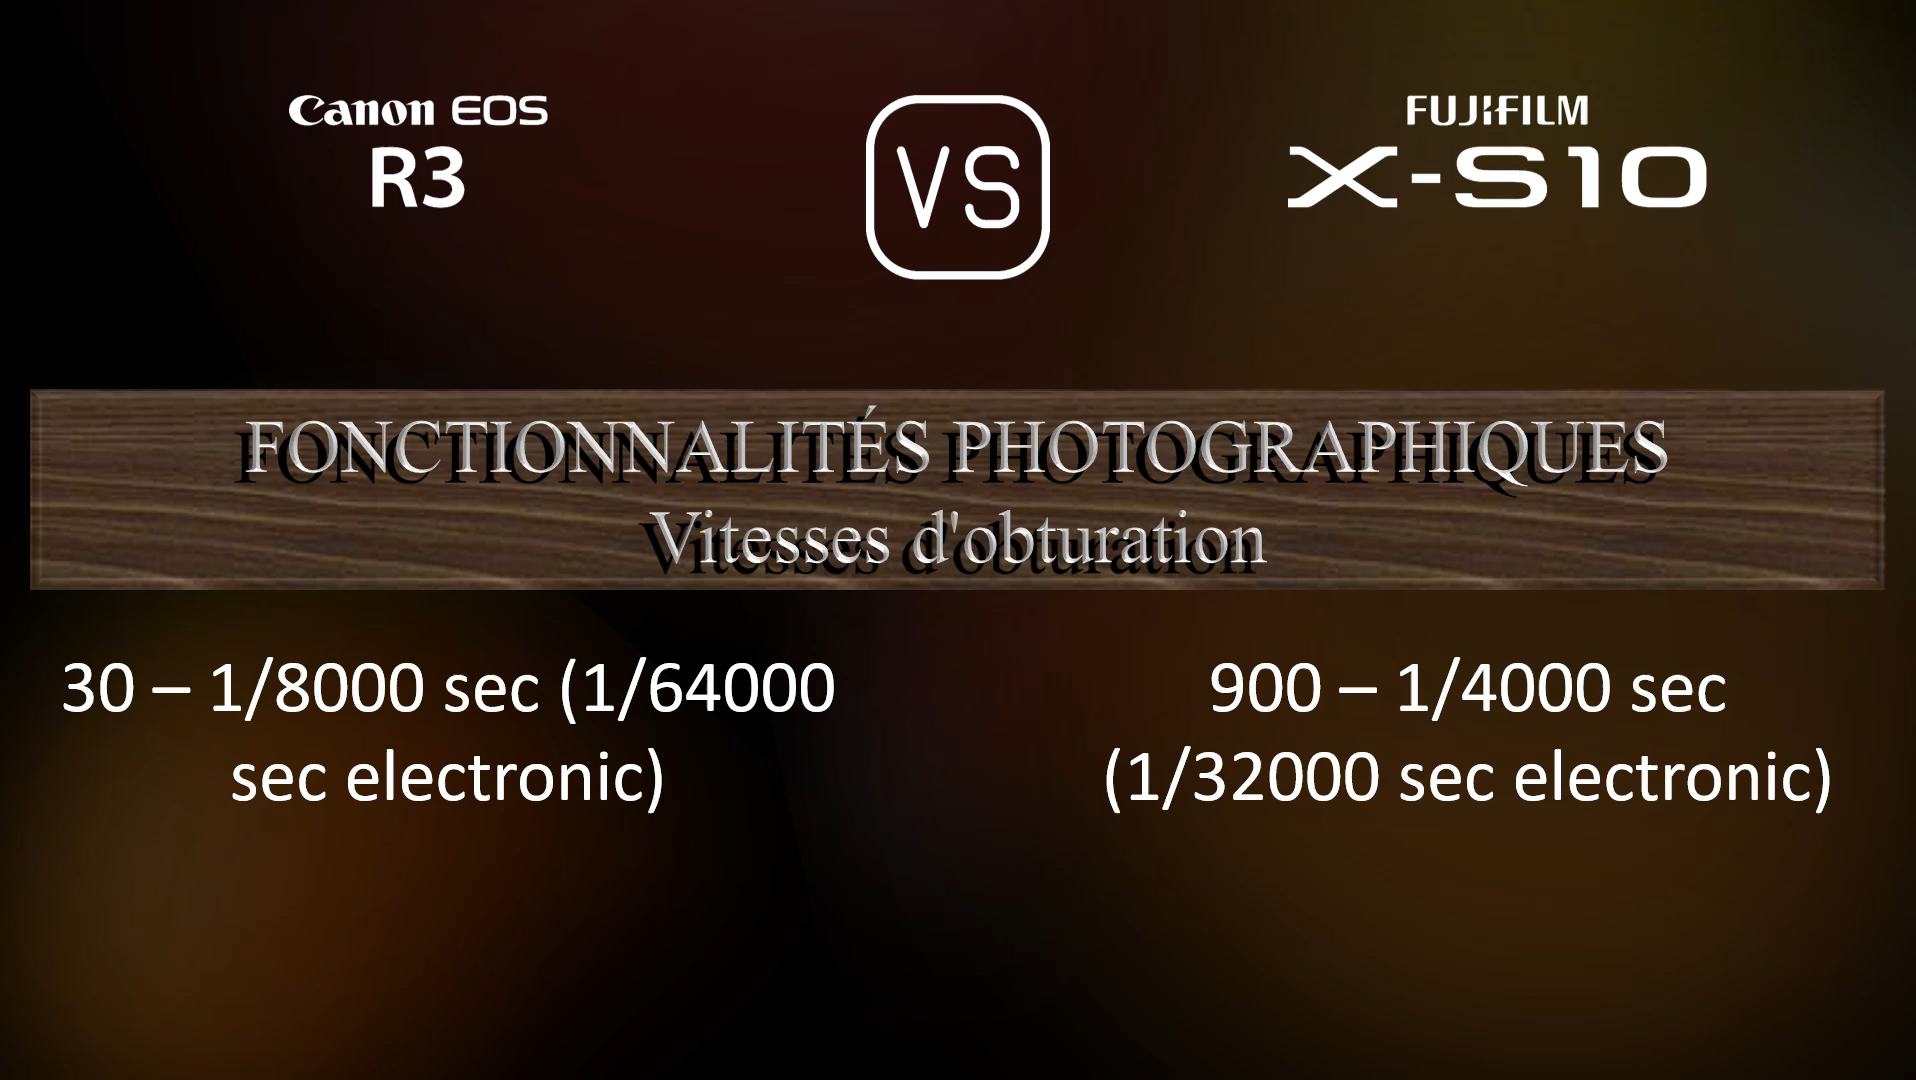 Canon EOS
R3
VS
FUJIFILM
X-S10
FONCTIONNALITÉS PHOTOGRAPHIQUES
Vitesses d'obturation
30 – 1/8000 sec (1/64000
sec electronic)
900 – 1/4000 sec
(1/32000 sec electronic)